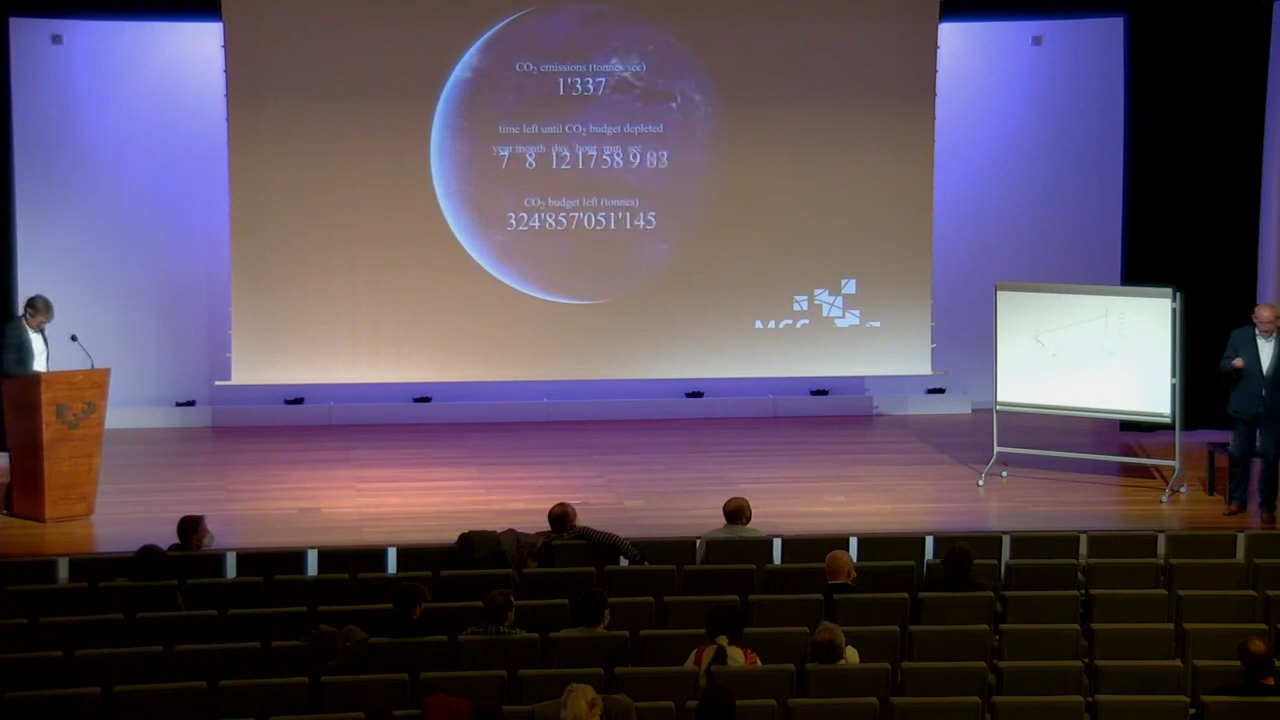 CO₂ emissions (tonnes/sec)
1'337
time left until CO₂ budget depleted
year month day hour min sec
7 8 12 17 58 9
CO₂ budget left (tonnes)
324'857'051'145
MCC